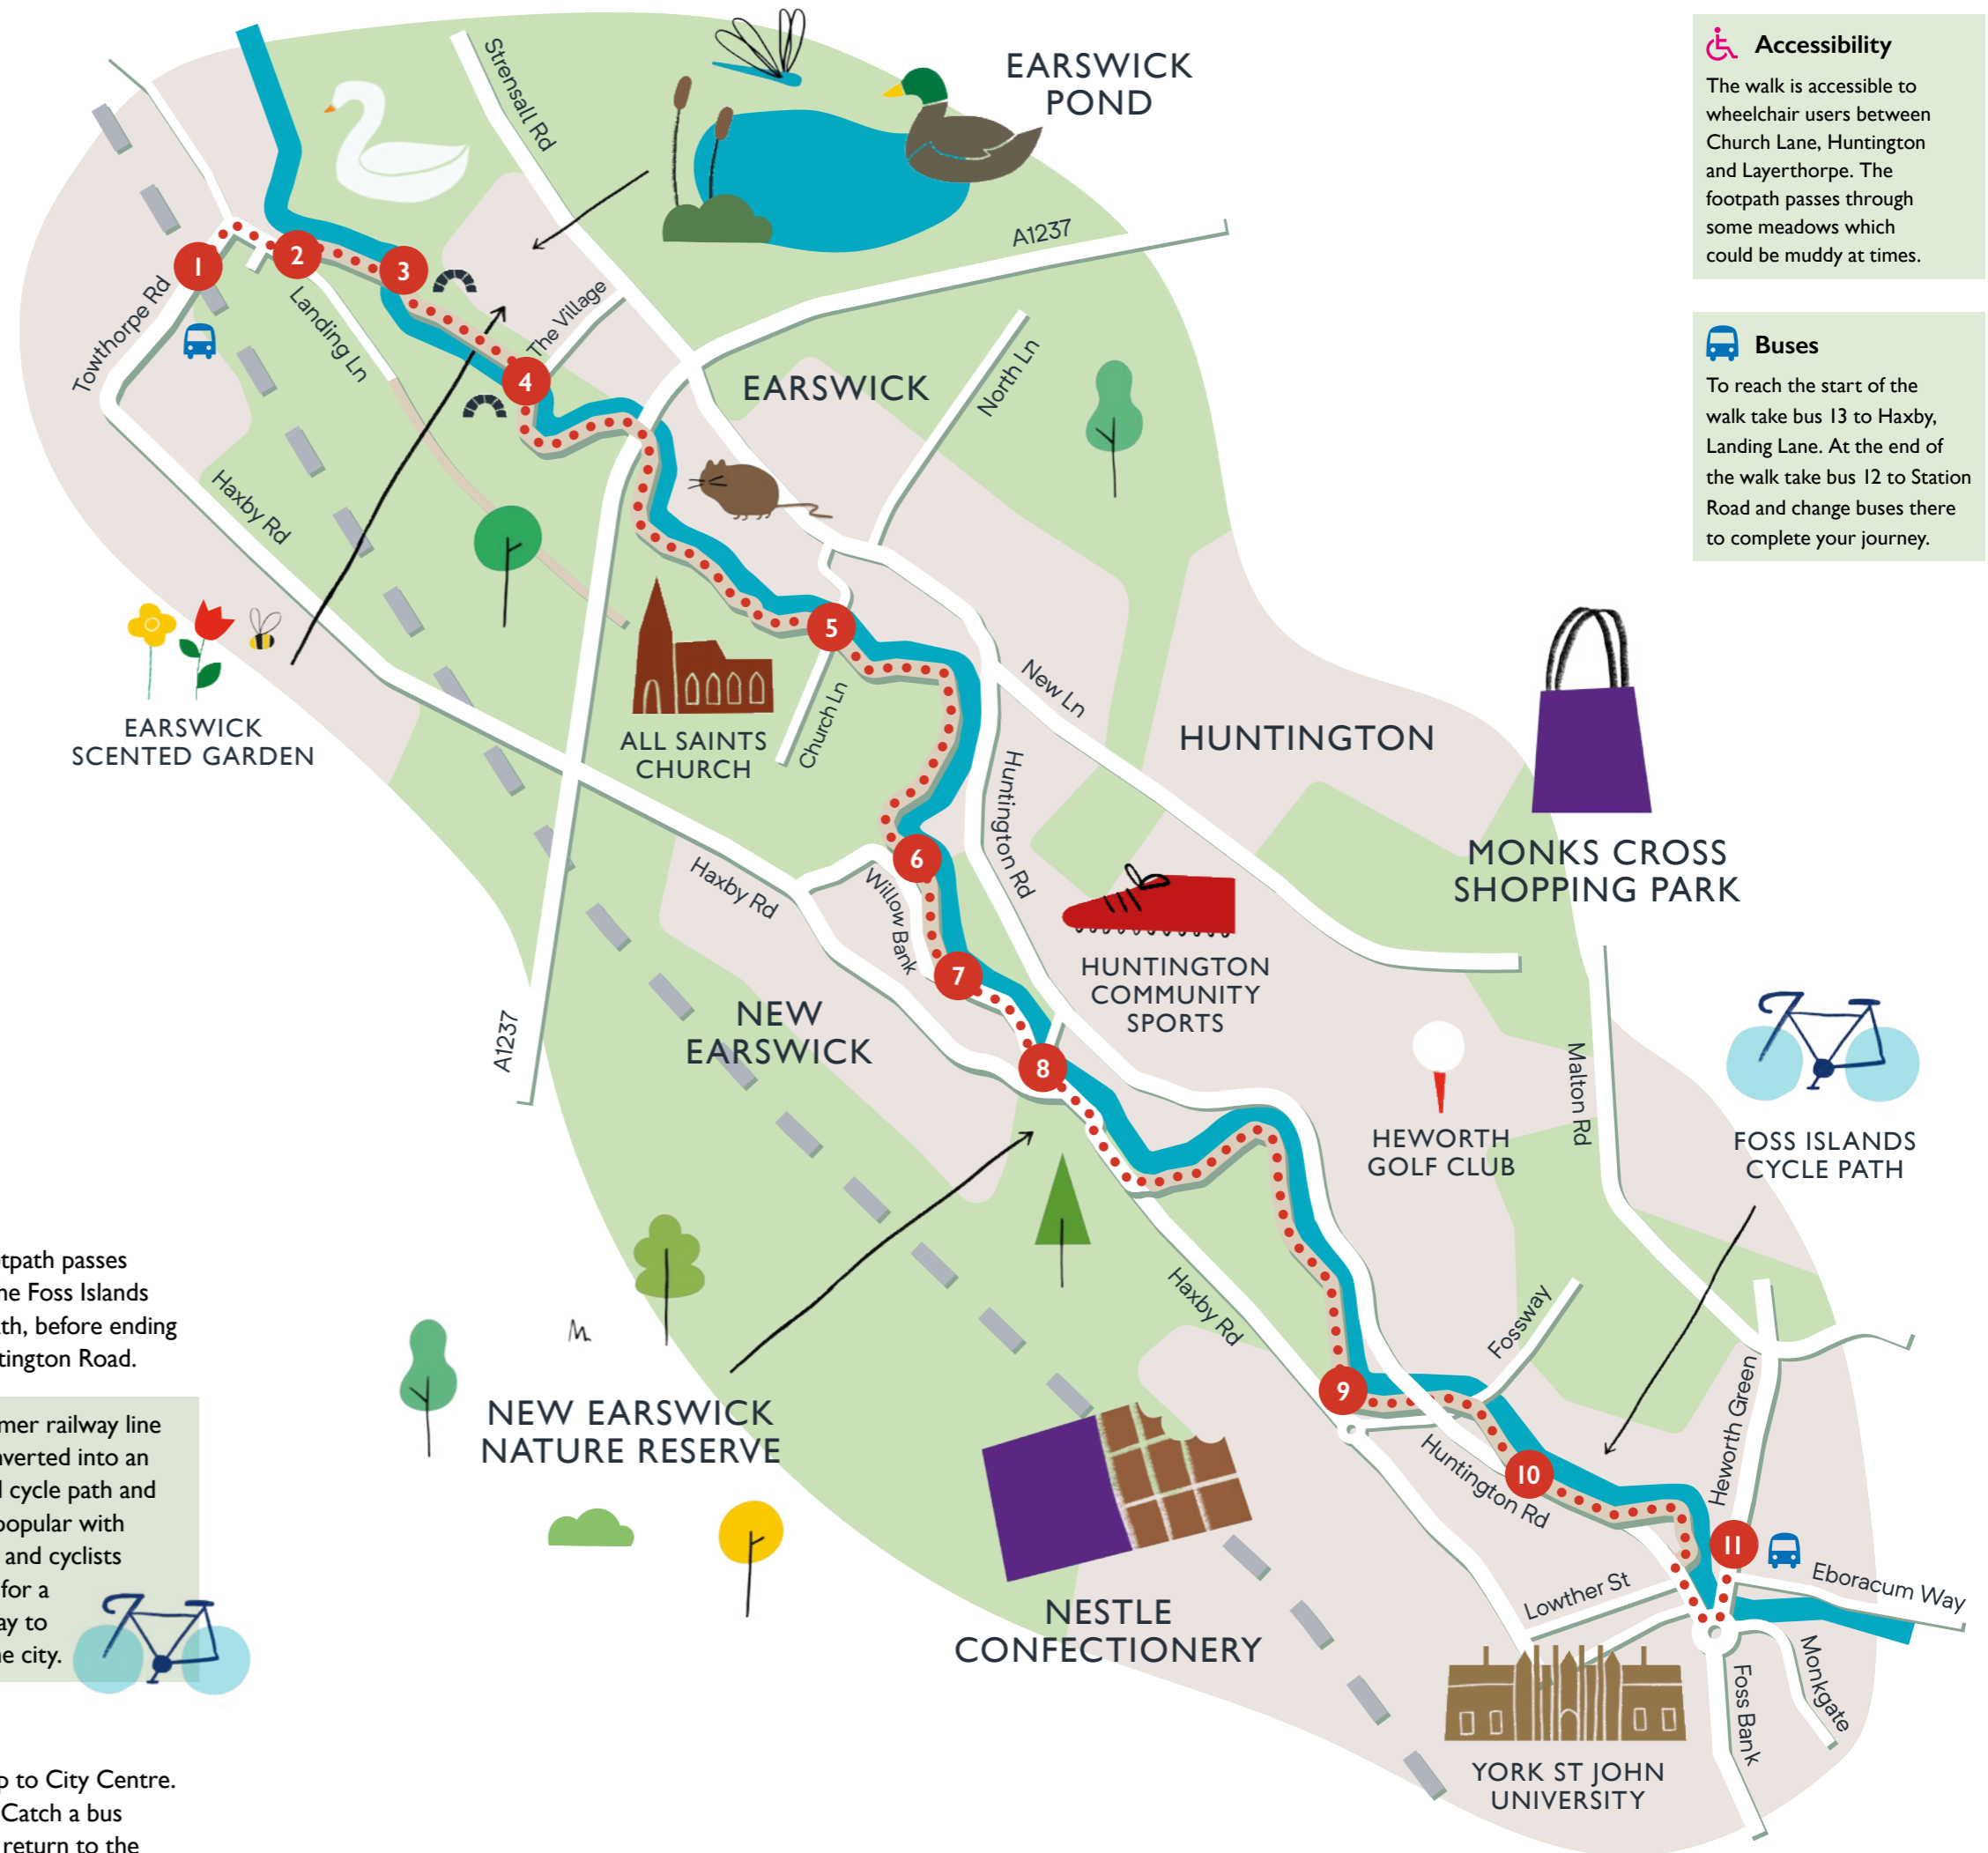 Accessibility
The walk is accessible to
wheelchair users between
Church Lane, Huntington
and Layerthorpe. The
footpath passes through
some meadows which
could be muddy at times.
Buses
To reach the start of the
walk take bus 13 to Haxby,
Landing Lane. At the end of
the walk take bus 12 to Station
Road and change buses there
to complete your journey.
EARSWICK
POND
Strensall Rd
A1237
1
2
3
4
Towthorpe Rd
Landing Ln
The Village
EARSWICK
North Ln
Haxby Rd
5
EARSWICK
SCENTED GARDEN
ALL SAINTS
CHURCH
Church Ln
New Ln
HUNTINGTON
Huntington Rd
MONKS CROSS
SHOPPING PARK
6
Haxby Rd
Willow Bank
7
HUNTINGTON
COMMUNITY
SPORTS
NEW
EARSWICK
A1237
8
Malton Rd
HEWORTH
GOLF CLUB
FOSS ISLANDS
CYCLE PATH
Haxby Rd
Fossway
9
NEW EARSWICK
NATURE RESERVE
Huntington Rd
10
Heworth Green
11
Eboracum Way
Lowther St
NESTLE
CONFECTIONERY
Monkgate
Foss Bank
YORK ST JOHN
UNIVERSITY
passes
Foss Islands
before ending
Road.
railway line
into an
cycle path and
popular with
and cyclists
for a
to
city.
to City Centre.
Catch a bus
return to the